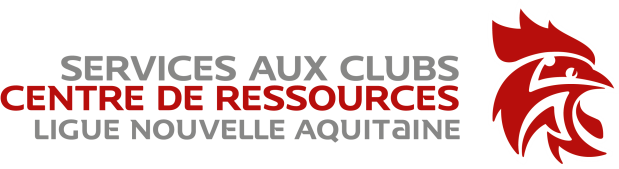 SERVICES AUX CLUBS
CENTRE DE RESSOURCES
LIGUE NOUVELLE AQUITaINE